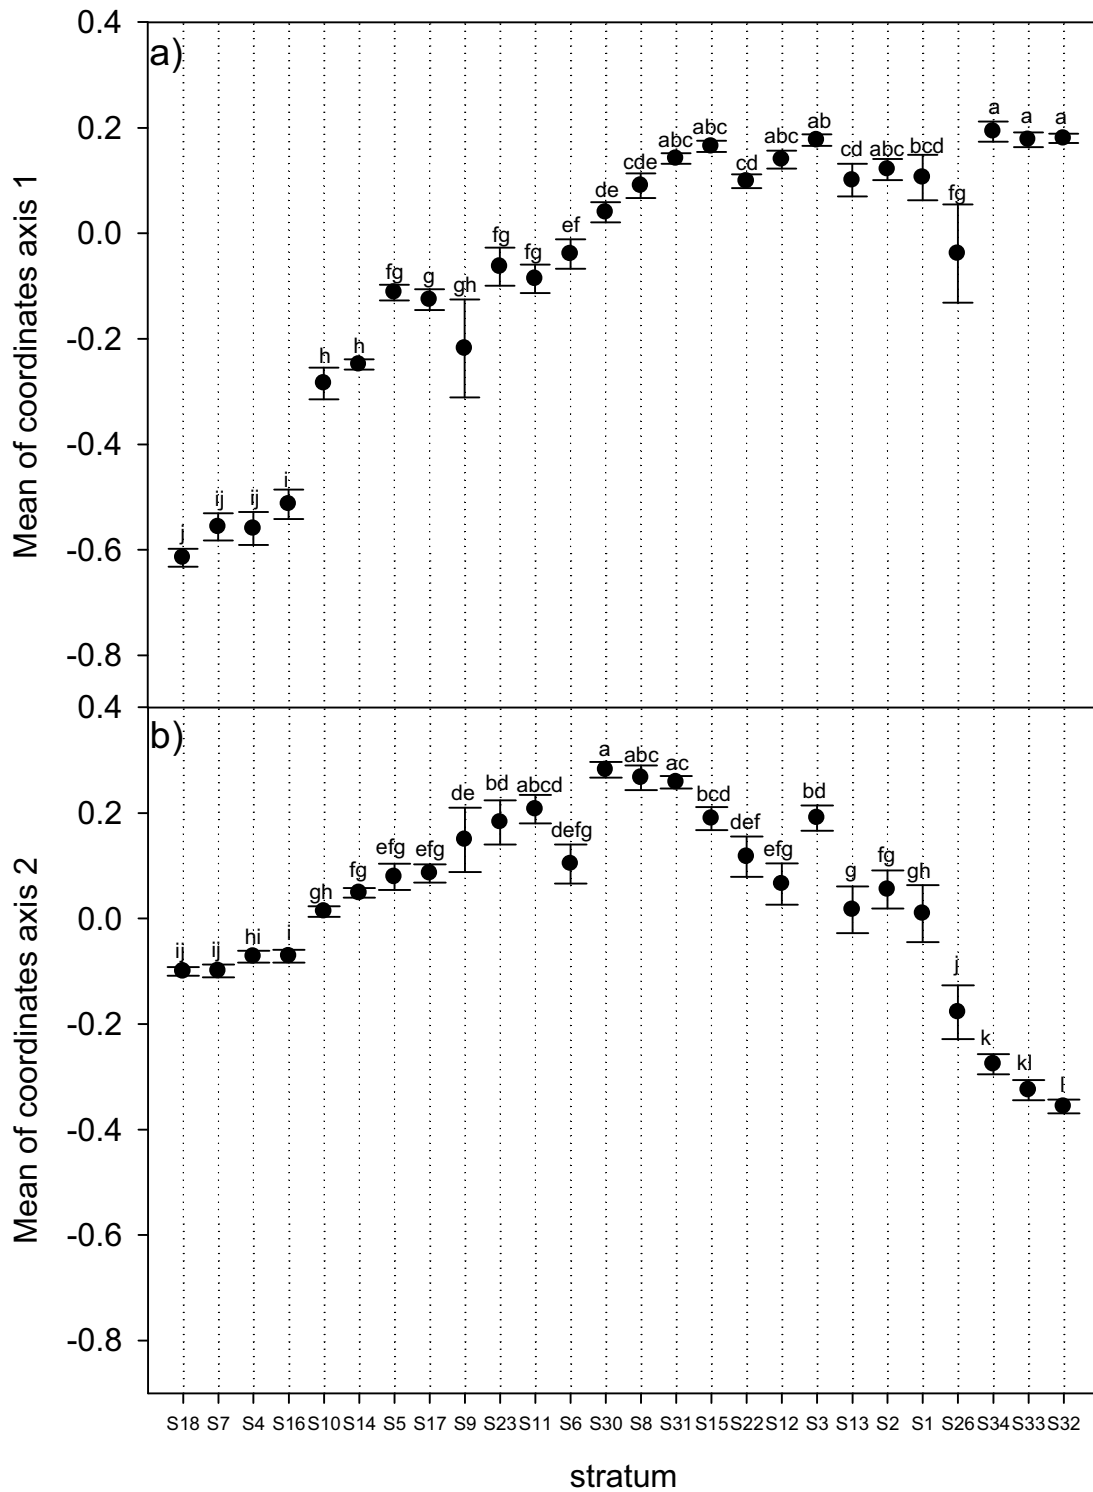 a)
Mean of coordinates axis 1
0.4
0.2
0.0
-0.2
-0.4
-0.6
-0.8
j
ij
ij
i
h
h
fg
g
gh
fg
fg
ef
de
cde
abc
abc
cd
abc
ab
cd
abc
bcd
fg
a
a
a
b)
Mean of coordinates axis 2
0.4
0.2
0.0
-0.2
-0.4
-0.6
-0.8
ij
ij
hi
i
gh
fg
efg
efg
de
bd
abcd
defg
a
abc
ac
bcd
def
efg
bd
g
fg
gh
j
k
kl
l
S18 S7 S4 S16 S10 S14 S5 S17 S9 S23 S11 S6 S30 S8 S31 S15 S22 S12 S3 S13 S2 S1 S26 S34 S33 S32
stratum